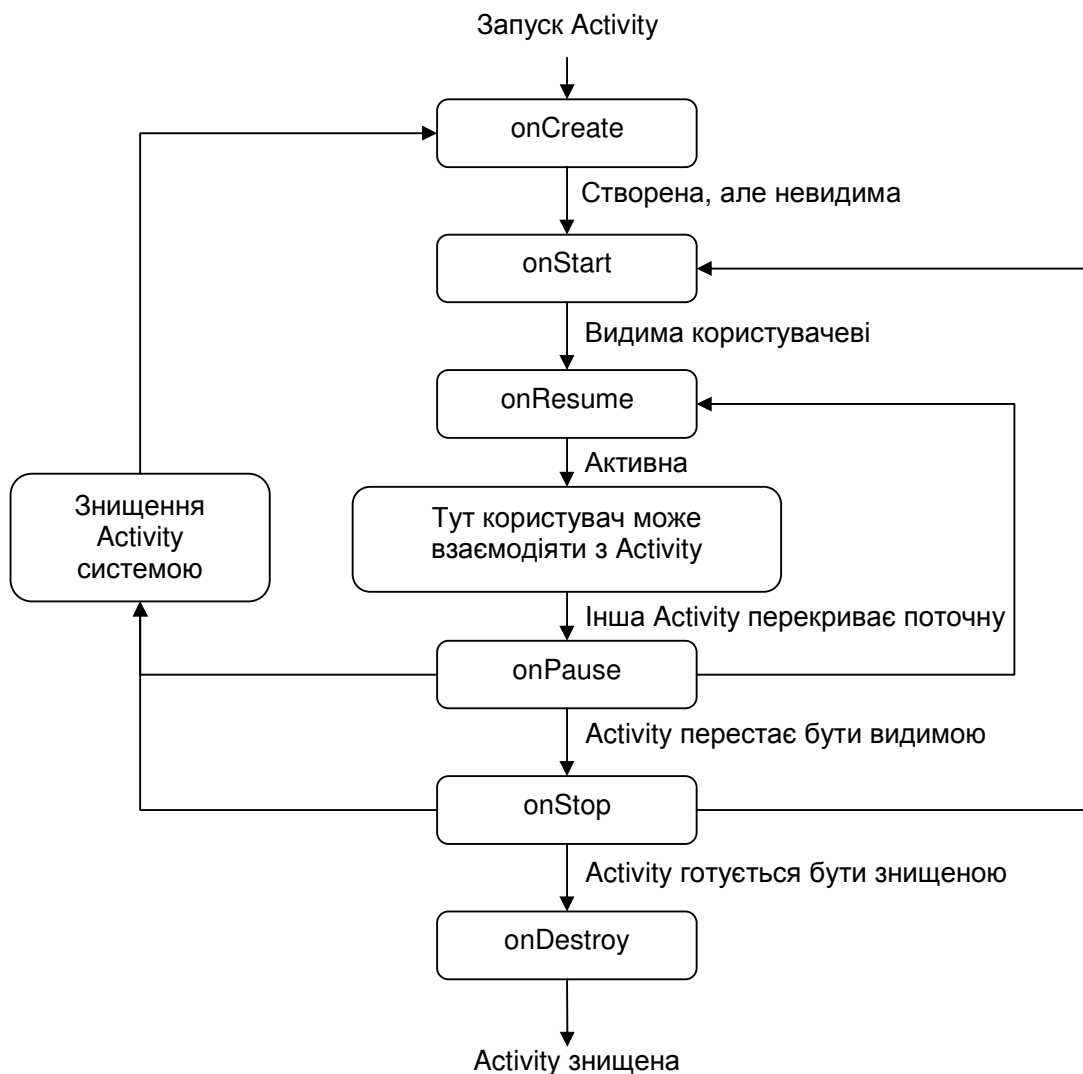 Запуск Activity
onCreate
Створена, але невидима
onStart
Видима користувачеві
onResume
Активна
Знищення
Activity
системою
Тут користувач може
взаємодіяти з Activity
Інша Activity перекриває поточну
onPause
Activity перестає бути видимою
onStop
Activity готується бути знищеною
onDestroy
Activity знищена